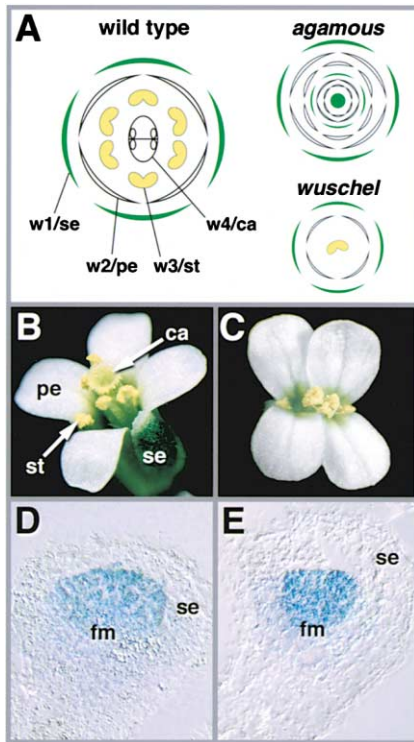 A
wild type
agamous
wuschel
w1/se
w4/ca
w2/pe
w3/st
B
ca
pe
st
se
C
D
se
fm
E
se
fm